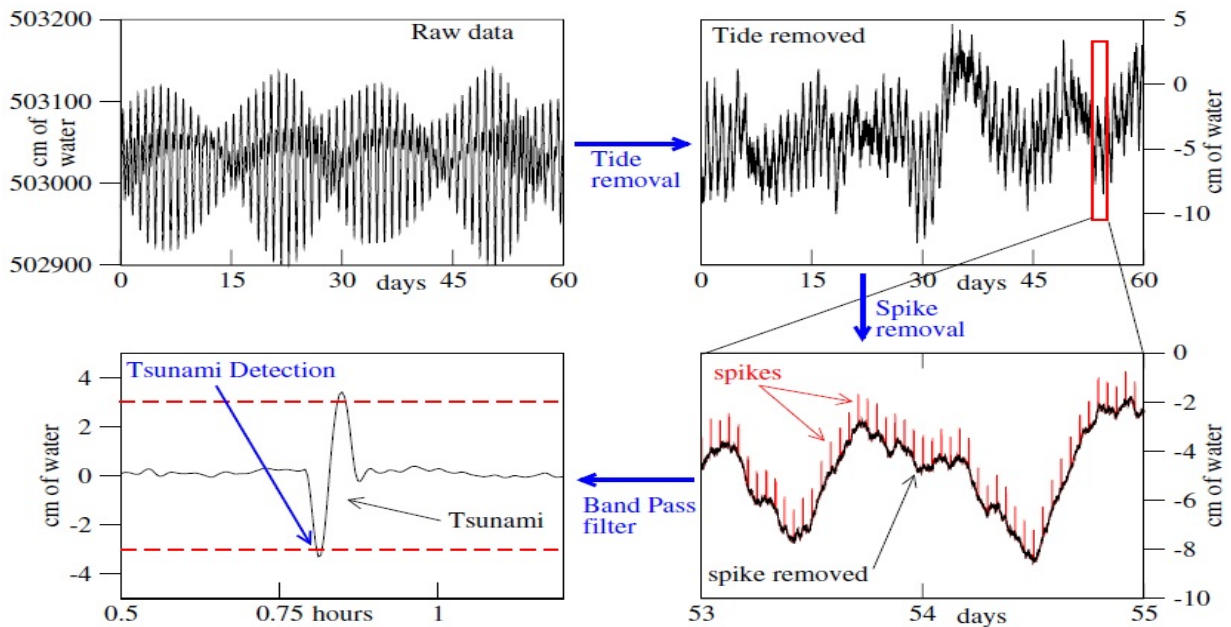 503200
503100
503000
502900
cm of
water
Raw data
0
15
30
45
60
days
Tide
removal
Tide removed
5
0
-5
-10
cm of water
0
15
30
45
60
days
Spike
removal
Tsunami Detection
4
2
0
-2
-4
cm of water
Tsunami
0.5
0.75
hours
1
Band Pass
filter
spikes
spike removed
0
-2
-4
-6
-8
-10
cm of water
53
54
days
55